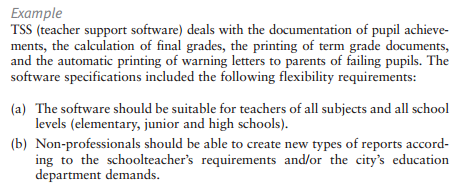 Example
TSS (teacher support software) deals with the documentation of pupil achieve-
ments, the calculation of final grades, the printing of term grade documents,
and the automatic printing of warning letters to parents of failing pupils. The
software specifications included the following flexibility requirements:
(a) The software should be suitable for teachers of all subjects and all school
levels (elementary, junior and high schools).
(b) Non-professionals should be able to create new types of reports accord-
ing to the schoolteacher's requirements and/or the city's education
department demands.